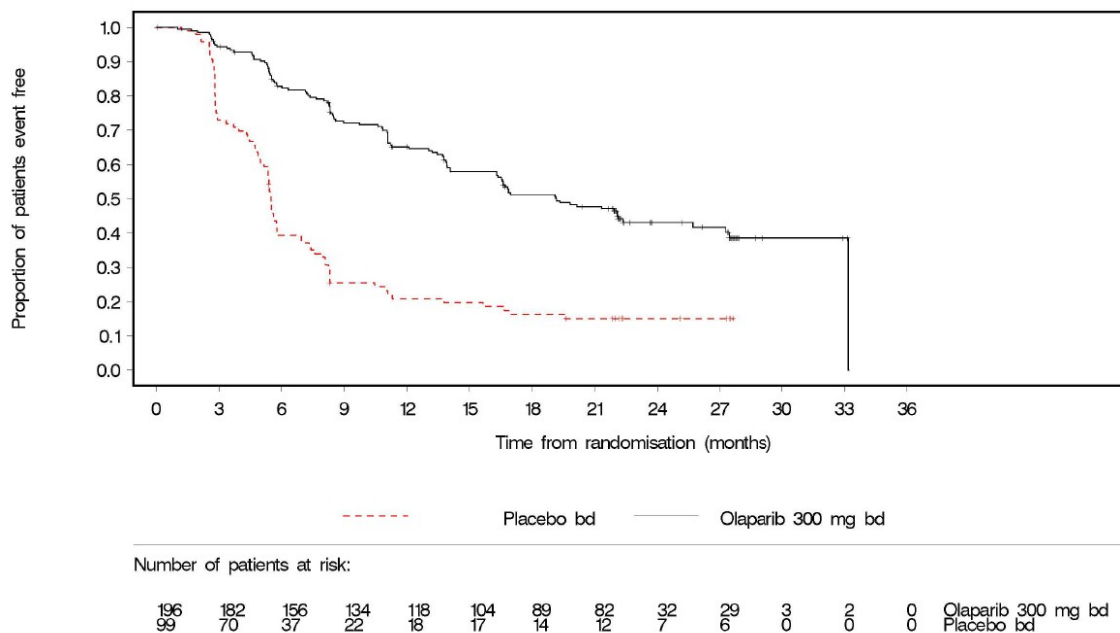 Proportion of patients event free
1.0
0.9
0.8
0.7
0.6
0.5
0.4
0.3
0.2
0.1
0.0
0 3 6 9 12 15 18 21 24 27 30 33 36
Time from randomisation (months)
Placebo bd Olaparib 300 mg bd
Number of patients at risk:
196 182 156 134 118 104 89 82 32 29 3 2 0 Olaparib 300 mg bd
99 70 37 22 18 17 14 12 7 6 0 0 0 Placebo bd